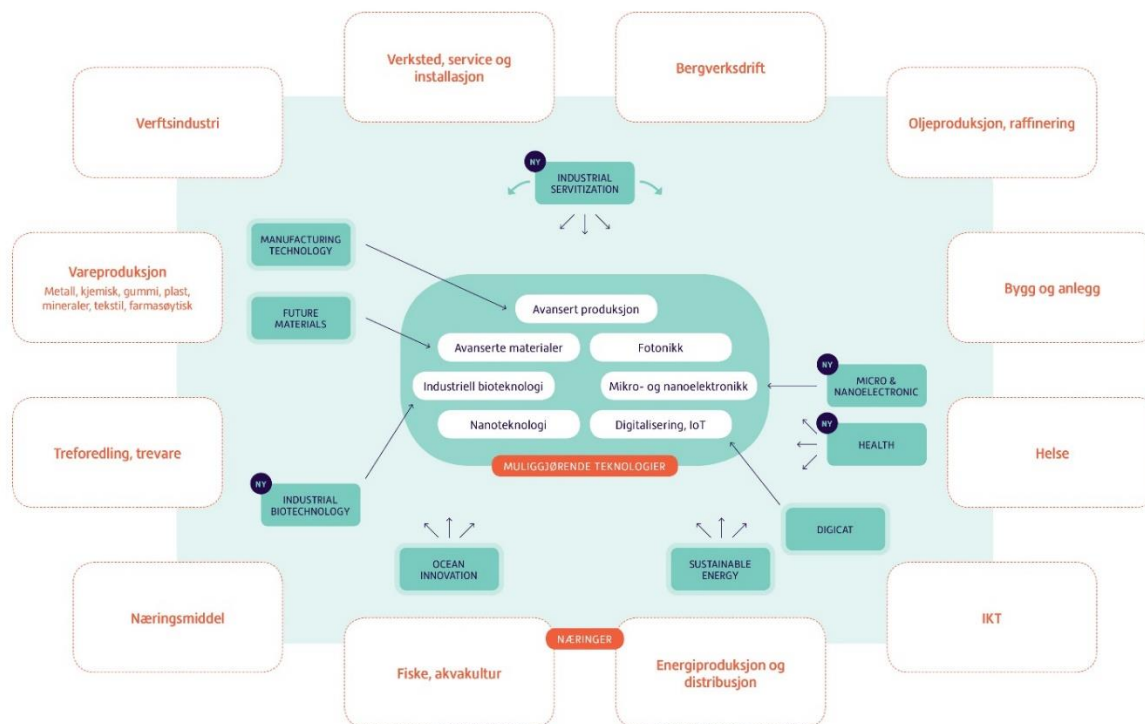 Verksted, service og
installasjon
Bergverksdrift
Verftsindustri
Oljeproduksjon, raffinering
NY
INDUSTRIAL
SERVITIZATION
MANUFACTURING
TECHNOLOGY
Vareproduksjon
Metall, kjemisk, gummi, plast,
mineraler, tekstil, farmasøytisk
Bygg og anlegg
FUTURE
MATERIALS
Avansert produksjon
Avanserte materialer
Fotonikk
Industriell bioteknologi
Mikro- og nanoelektronikk
Nanoteknologi
Digitalisering, IoT
MULIGGJØRENDE TEKNOLOGIER
NY
MICRO &
NANOELECTRONIC
NY
HEALTH
Treforedling, trevare
Helse
NY
INDUSTRIAL
BIOTECHNOLOGY
DIGICAT
OCEAN
INNOVATION
SUSTAINABLE
ENERGY
Næringsmiddel
IKT
NÆRINGER
Fiske, akvakultur
Energiproduksjon og
distribusjon